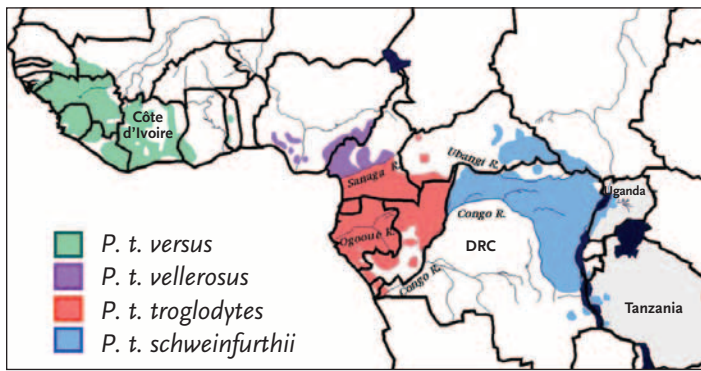 Côte
d'Ivoire
Ubangi R.
Sanaga R.
Uganda
Congo R.
Ogooué R.
DRC
Congo R.
Tanzania
P. t. versus
P. t. vellerosus
P. t. troglodytes
P. t. schweinfurthii